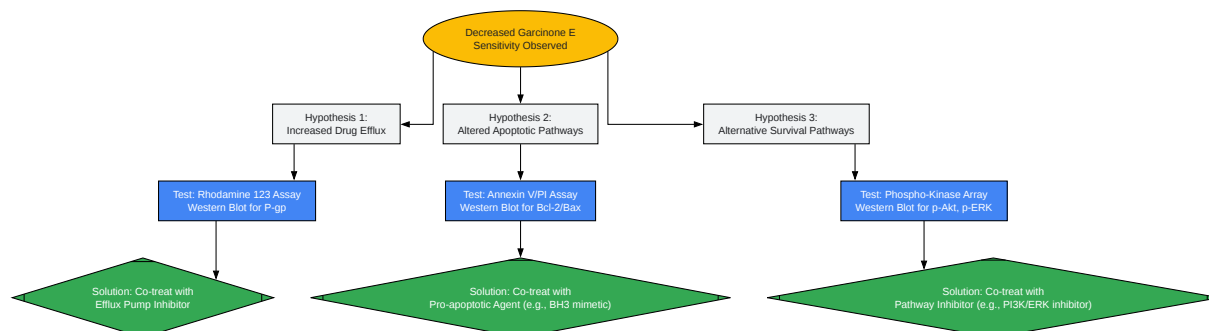 Decreased Garcinone E
Sensitivity Observed
Hypothesis 1:
Increased Drug Efflux
Hypothesis 2:
Altered Apoptotic Pathways
Hypothesis 3:
Alternative Survival Pathways
Test: Rhodamine 123 Assay
Western Blot for P-gp
Test: Annexin V/PI Assay
Western Blot for Bcl-2/Bax
Test: Phospho-Kinase Array
Western Blot for p-Akt, p-ERK
Solution: Co-treat with
Efflux Pump Inhibitor
Solution: Co-treat with
Pro-apoptotic Agent (e.g., BH3 mimetic)
Solution: Co-treat with
Pathway Inhibitor (e.g., PI3K/ERK inhibitor)